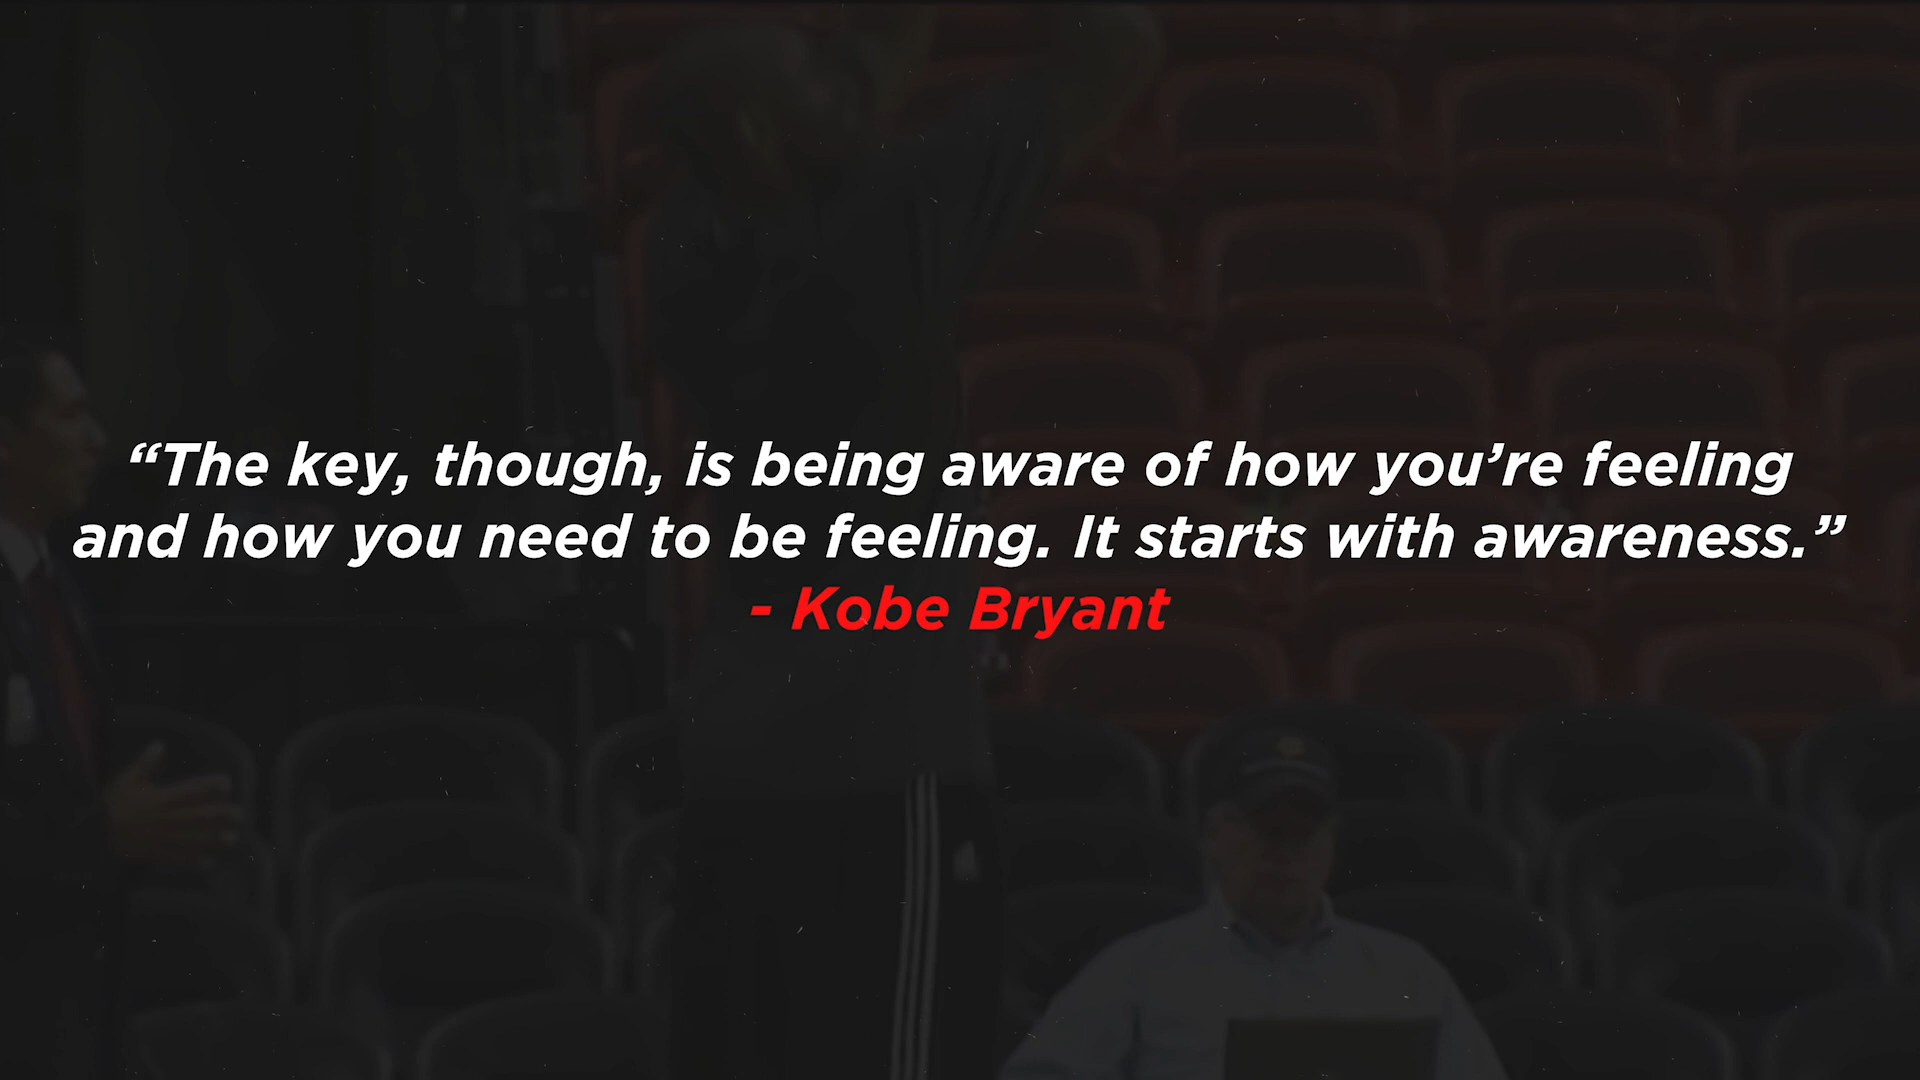 “The key, though, is being aware of how you’re feeling
and how you need to be feeling. It starts with awareness.”
- Kobe Bryant